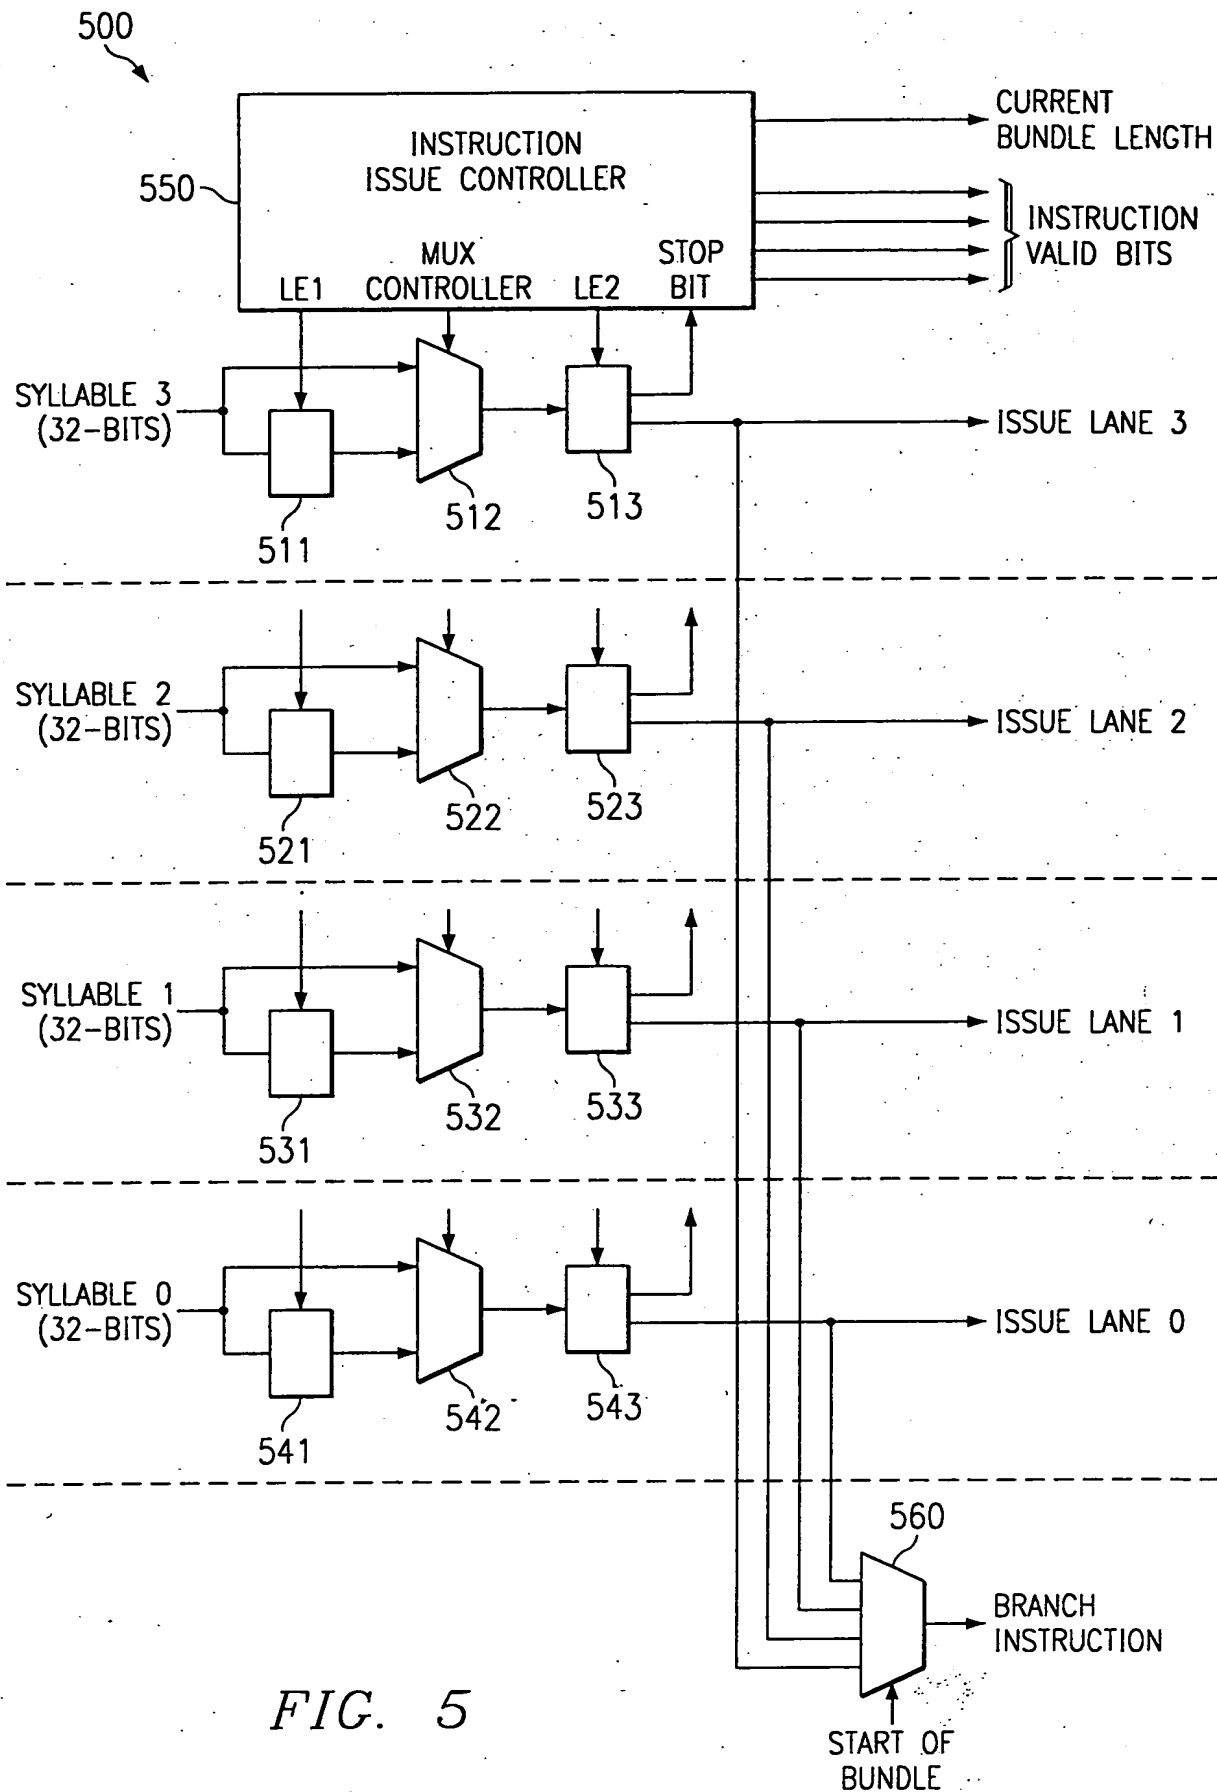 500
CURRENT
BUNDLE LENGTH
INSTRUCTION
ISSUE CONTROLLER
550
INSTRUCTION
VALID BITS
LE1
MUX
CONTROLLER
LE2
STOP
BIT
SYLLABLE 3
(32-BITS)
ISSUE LANE 3
511
512
513
SYLLABLE 2
(32-BITS)
ISSUE LANE 2
521
522
523
SYLLABLE 1
(32-BITS)
ISSUE LANE 1
531
532
533
SYLLABLE 0
(32-BITS)
ISSUE LANE 0
541
542
543
560
BRANCH
INSTRUCTION
START OF
BUNDLE
FIG. 5